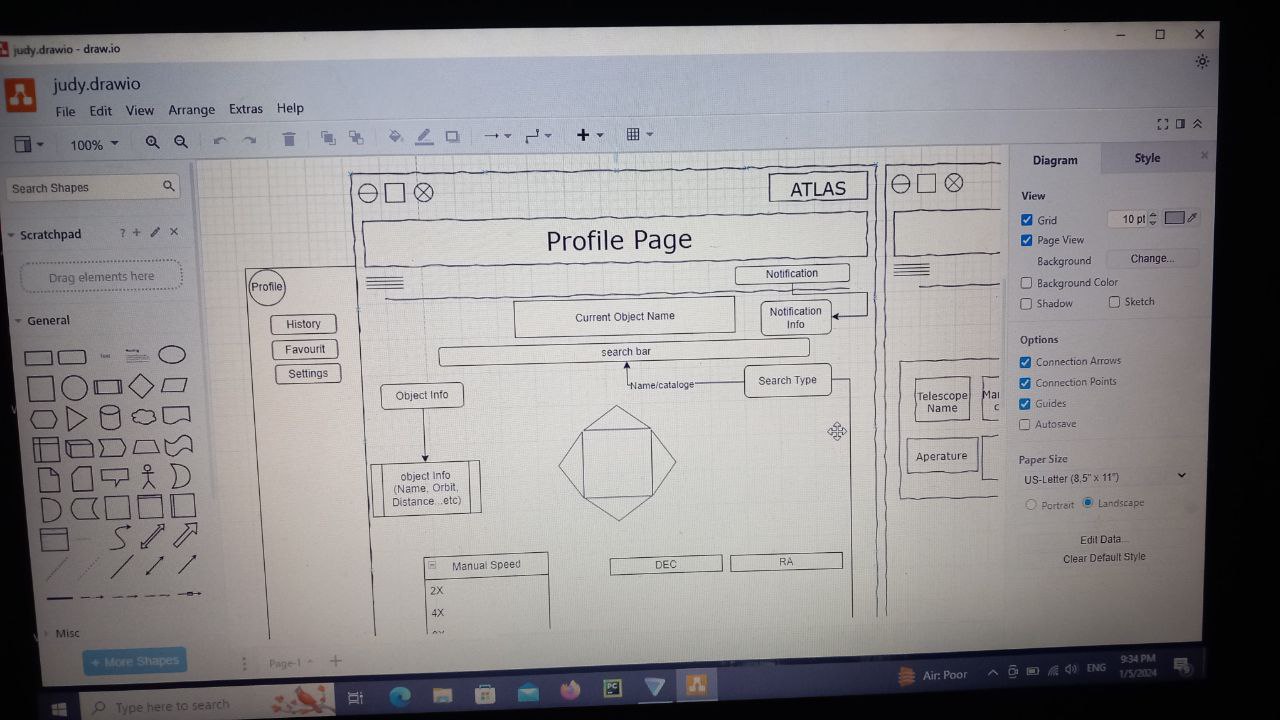 judy.drawio - draw.io
judy.drawio
File Edit View Arrange Extras Help
100%
Search Shapes
Scratchpad
?
Drag elements here
General
Text
Heading
Misc
+ More Shapes
Profile
History
Favourit
Settings
ATLAS
Profile Page
Notification
Current Object Name
Notification
Info
search bar
Name/cataloge
Search Type
Object Info
object Info
(Name, Orbit,
Distance...etc)
Manual Speed
2X
4X
DEC
RA
Telescope
Name
Aperature
Page-1
Diagram
Style
View
Grid
10 pt
Page View
Background
Change...
Background Color
Shadow
Sketch
Options
Connection Arrows
Connection Points
Guides
Autosave
Paper Size
US-Letter (8,5" x 11")
Portrait
Landscape
Edit Data...
Clear Default Style
Type here to search
PC
Air: Poor
ENG
9:34 PM
1/5/2024